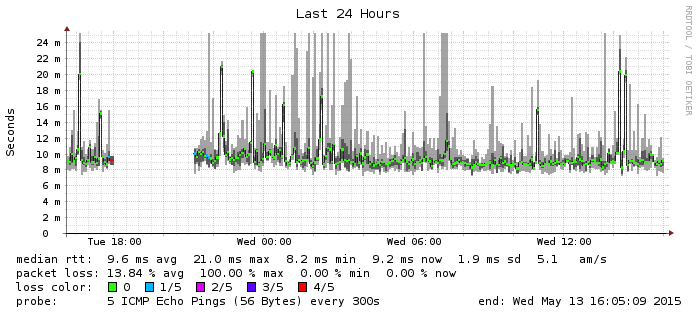 Last 24 Hours
RRDTOOL / TOBI OETIKER
Seconds
24 m
22 m
20 m
18 m
16 m
14 m
12 m
10 m
8 m
6 m
4 m
2 m
0
Tue 18:00 Wed 00:00 Wed 06:00 Wed 12:00
median rtt: 9.6 ms avg 21.0 ms max 8.2 ms min 9.2 ms now 1.9 ms sd 5.1 am/s
packet loss: 13.84 % avg 100.00 % max 0.00 % min 0.00 % now
loss color: 0 1/5 2/5 3/5 4/5
probe: 5 ICMP Echo Pings (56 Bytes) every 300s end: Wed May 13 16:05:09 2015